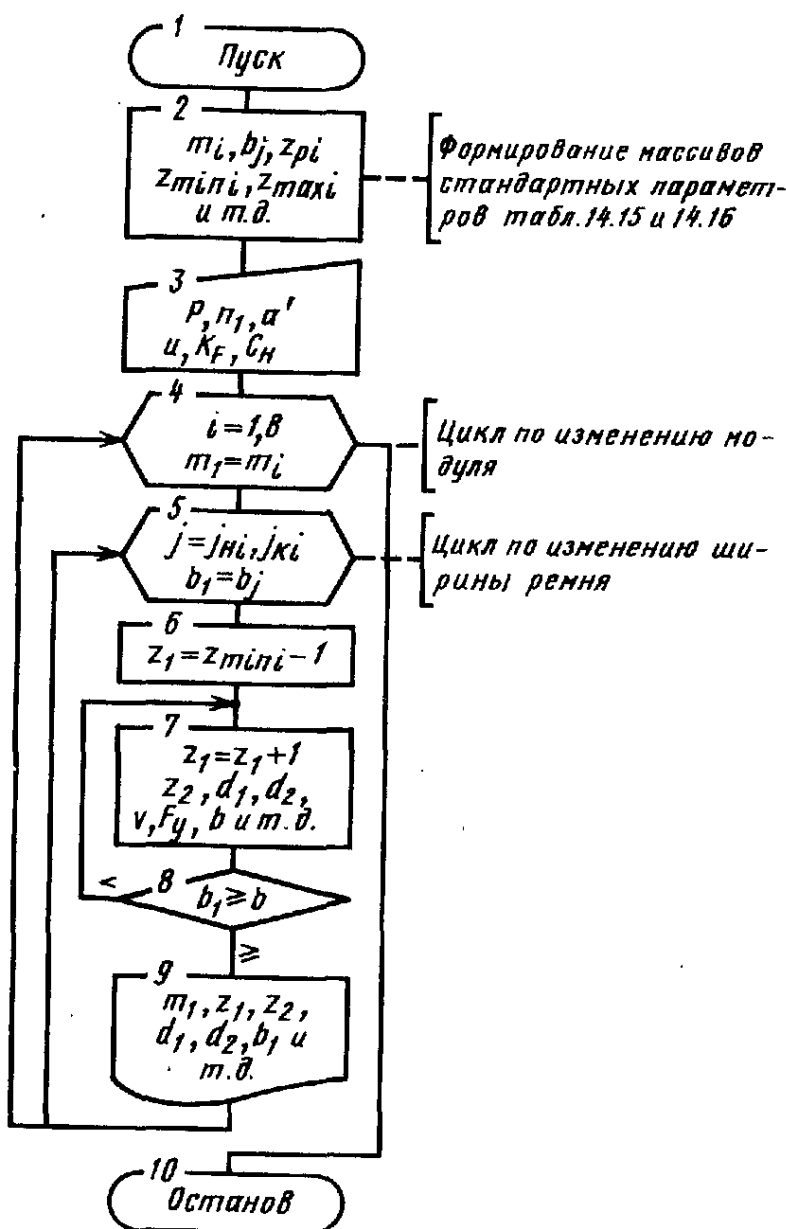 1
Пуск
2
m_i, b_j, z_pi
z_min i, z_max i
и т.д.
Формирование массивов
стандартных парамет-
ров табл. 14.15 и 14.16
3
P, n_1, a'
u, K_F, C_H
4
i = 1,8
m_1 = m_i
Цикл по изменению мо-
дуля
5
j = j_нi, j_кi
b_1 = b_j
Цикл по изменению ши-
рины ремня
6
z_1 = z_min i - 1
7
z_1 = z_1 + 1
z_2, d_1, d_2,
v, F_y, b и т.д.
<
8
b_1 ≥ b
≥
9
m_1, z_1, z_2,
d_1, d_2, b_1 и
т.д.
10
Останов